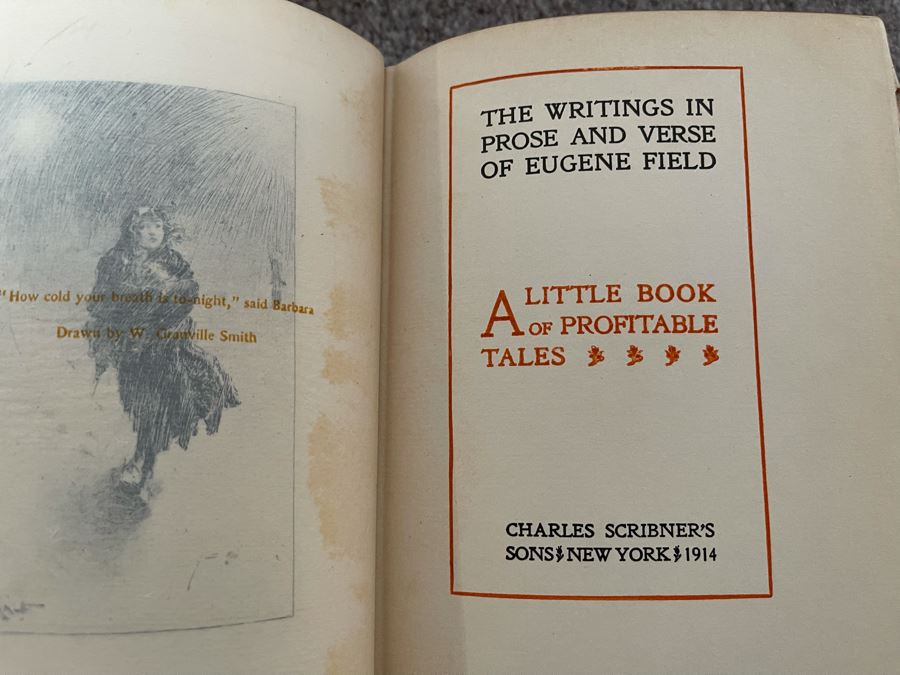 "How cold your breath is to-night," said Barbara
Drawn by W. Granville Smith
THE WRITINGS IN
PROSE AND VERSE
OF EUGENE FIELD
A LITTLE BOOK
OF PROFITABLE
TALES
CHARLES SCRIBNER'S
SONS NEW YORK 1914